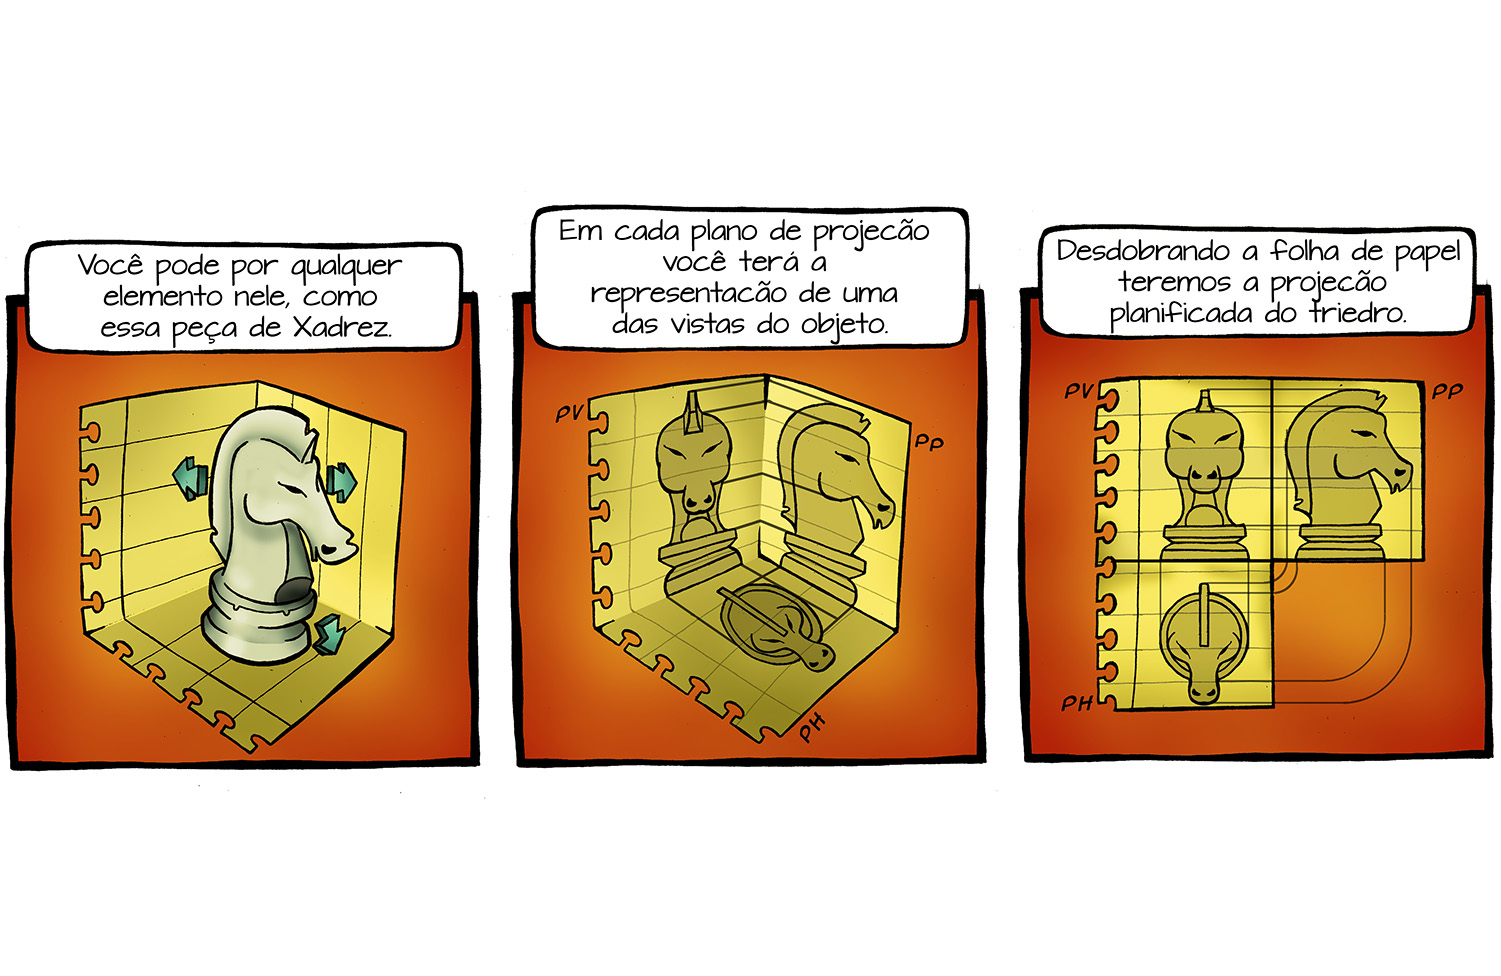 Você pode por qualquer
elemento nele, como
essa peça de Xadrez.
Em cada plano de projecão
você terá a
representacão de uma
das vistas do objeto.
PV
PP
PH
Desdobrando a folha de papel
teremos a projecão
planificada do triedro.
PV
PP
PH